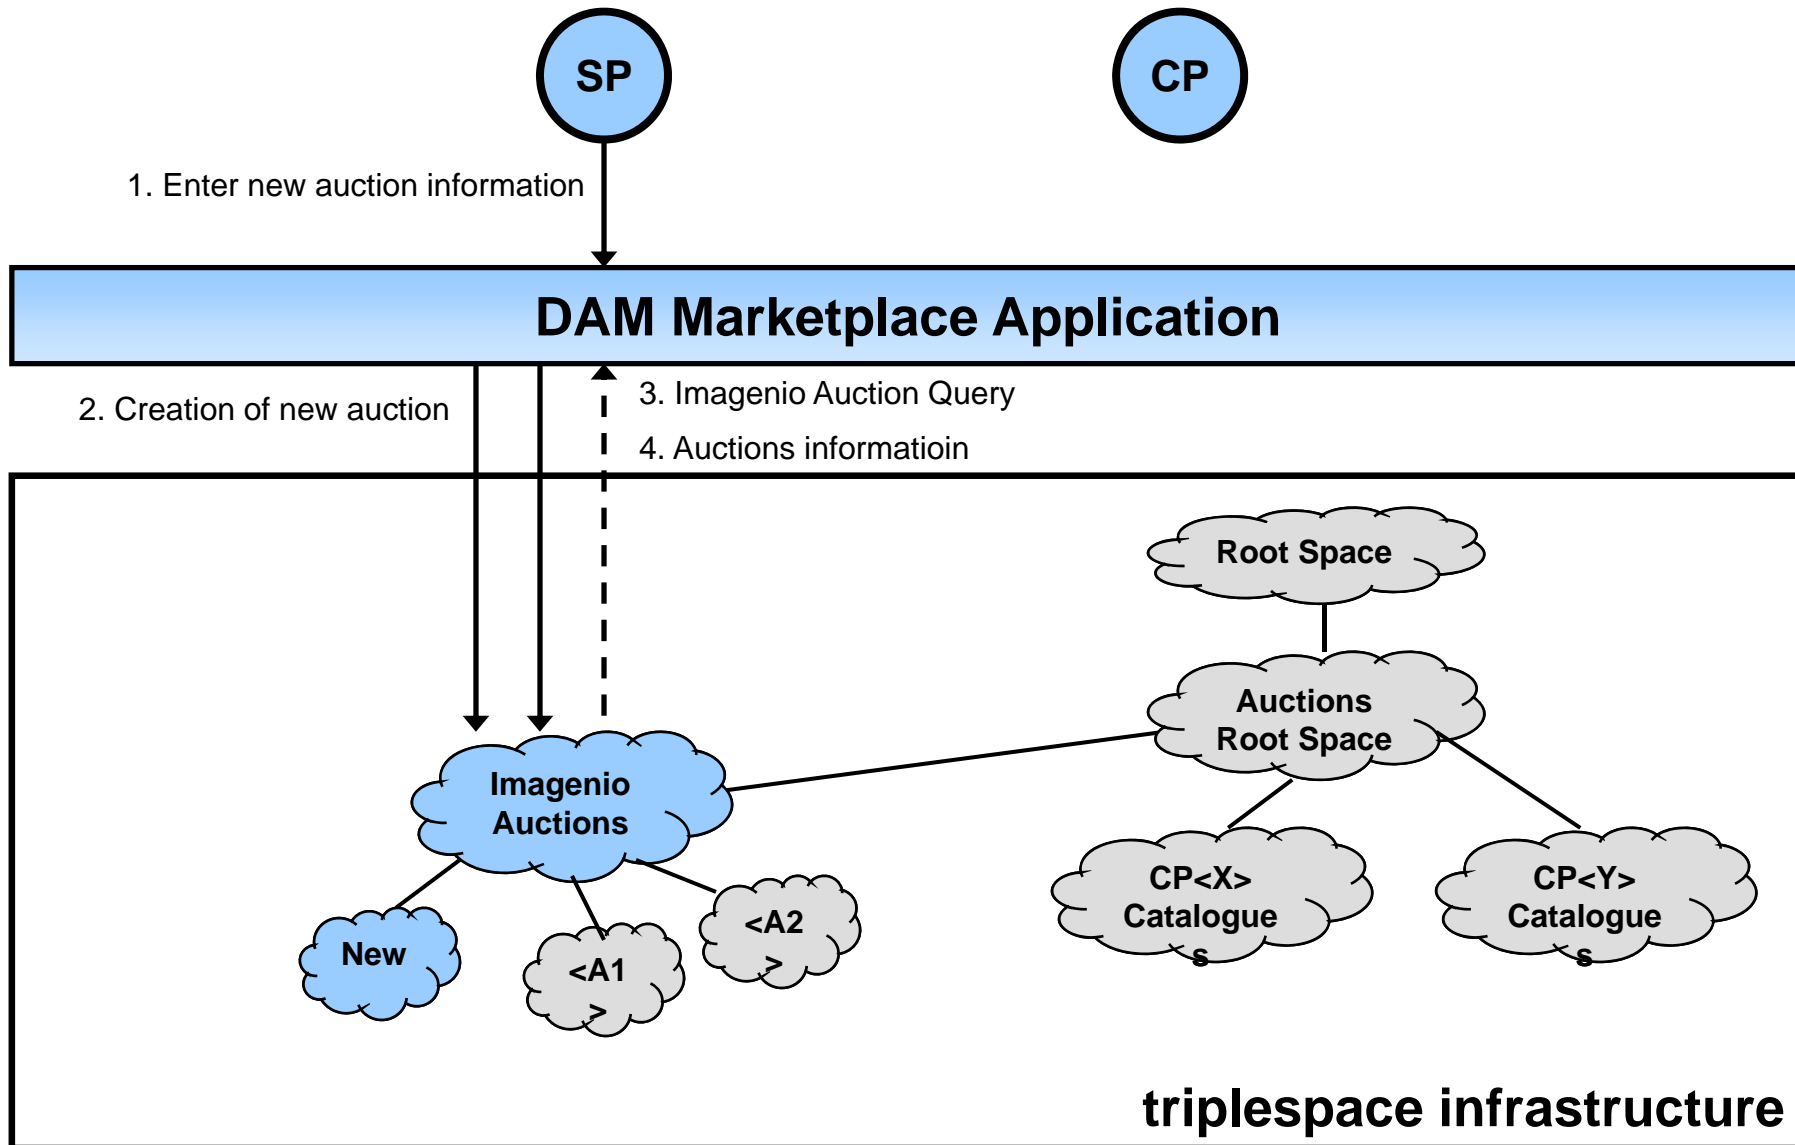 SP
CP
1. Enter new auction information
DAM Marketplace Application
2. Creation of new auction
3. Imagenio Auction Query
4. Auctions informatioin
Root Space
Auctions
Root Space
Imagenio
Auctions
CP<X>
Catalogue
s
CP<Y>
Catalogue
s
New
<A1
>
<A2
>
triplespace infrastructure